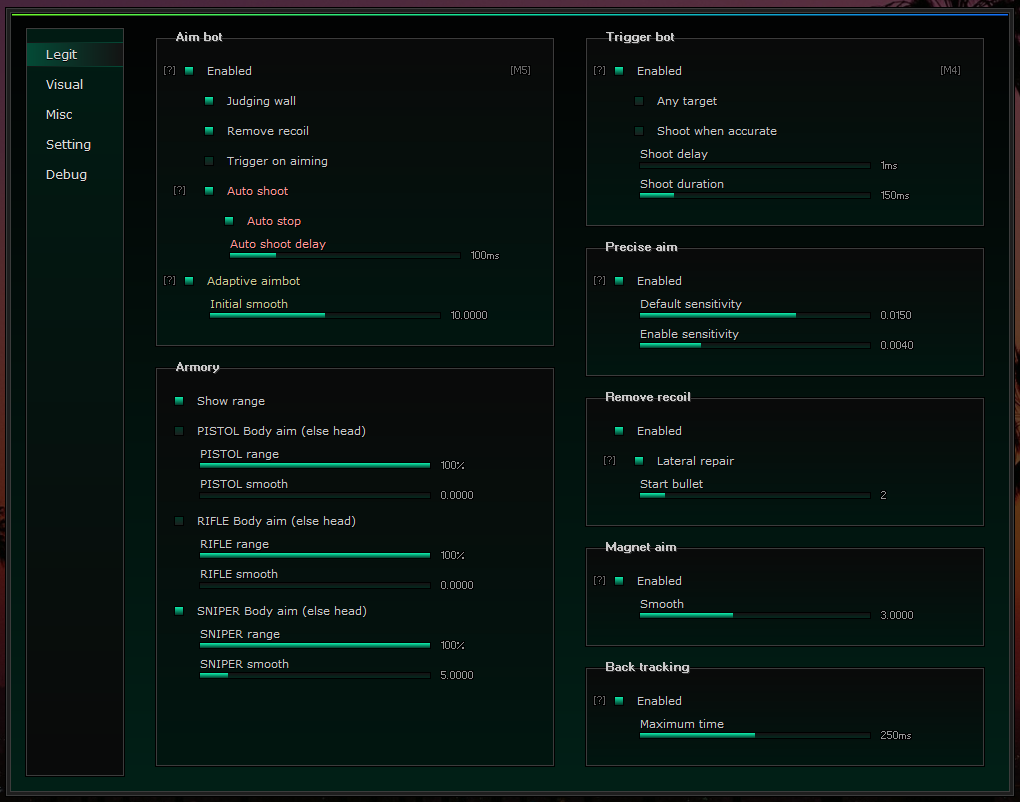 Legit
Visual
Misc
Setting
Debug
Aim bot
[?] Enabled [M5]
Judging wall
Remove recoil
Trigger on aiming
[?] Auto shoot
Auto stop
Auto shoot delay
100ms
[?] Adaptive aimbot
Initial smooth
10.0000
Armory
Show range
PISTOL Body aim (else head)
PISTOL range
100%
PISTOL smooth
0.0000
RIFLE Body aim (else head)
RIFLE range
100%
RIFLE smooth
0.0000
SNIPER Body aim (else head)
SNIPER range
100%
SNIPER smooth
5.0000
Trigger bot
[?] Enabled [M4]
Any target
Shoot when accurate
Shoot delay
1ms
Shoot duration
150ms
Precise aim
[?] Enabled
Default sensitivity
0.0150
Enable sensitivity
0.0040
Remove recoil
Enabled
[?] Lateral repair
Start bullet
2
Magnet aim
[?] Enabled
Smooth
3.0000
Back tracking
[?] Enabled
Maximum time
250ms